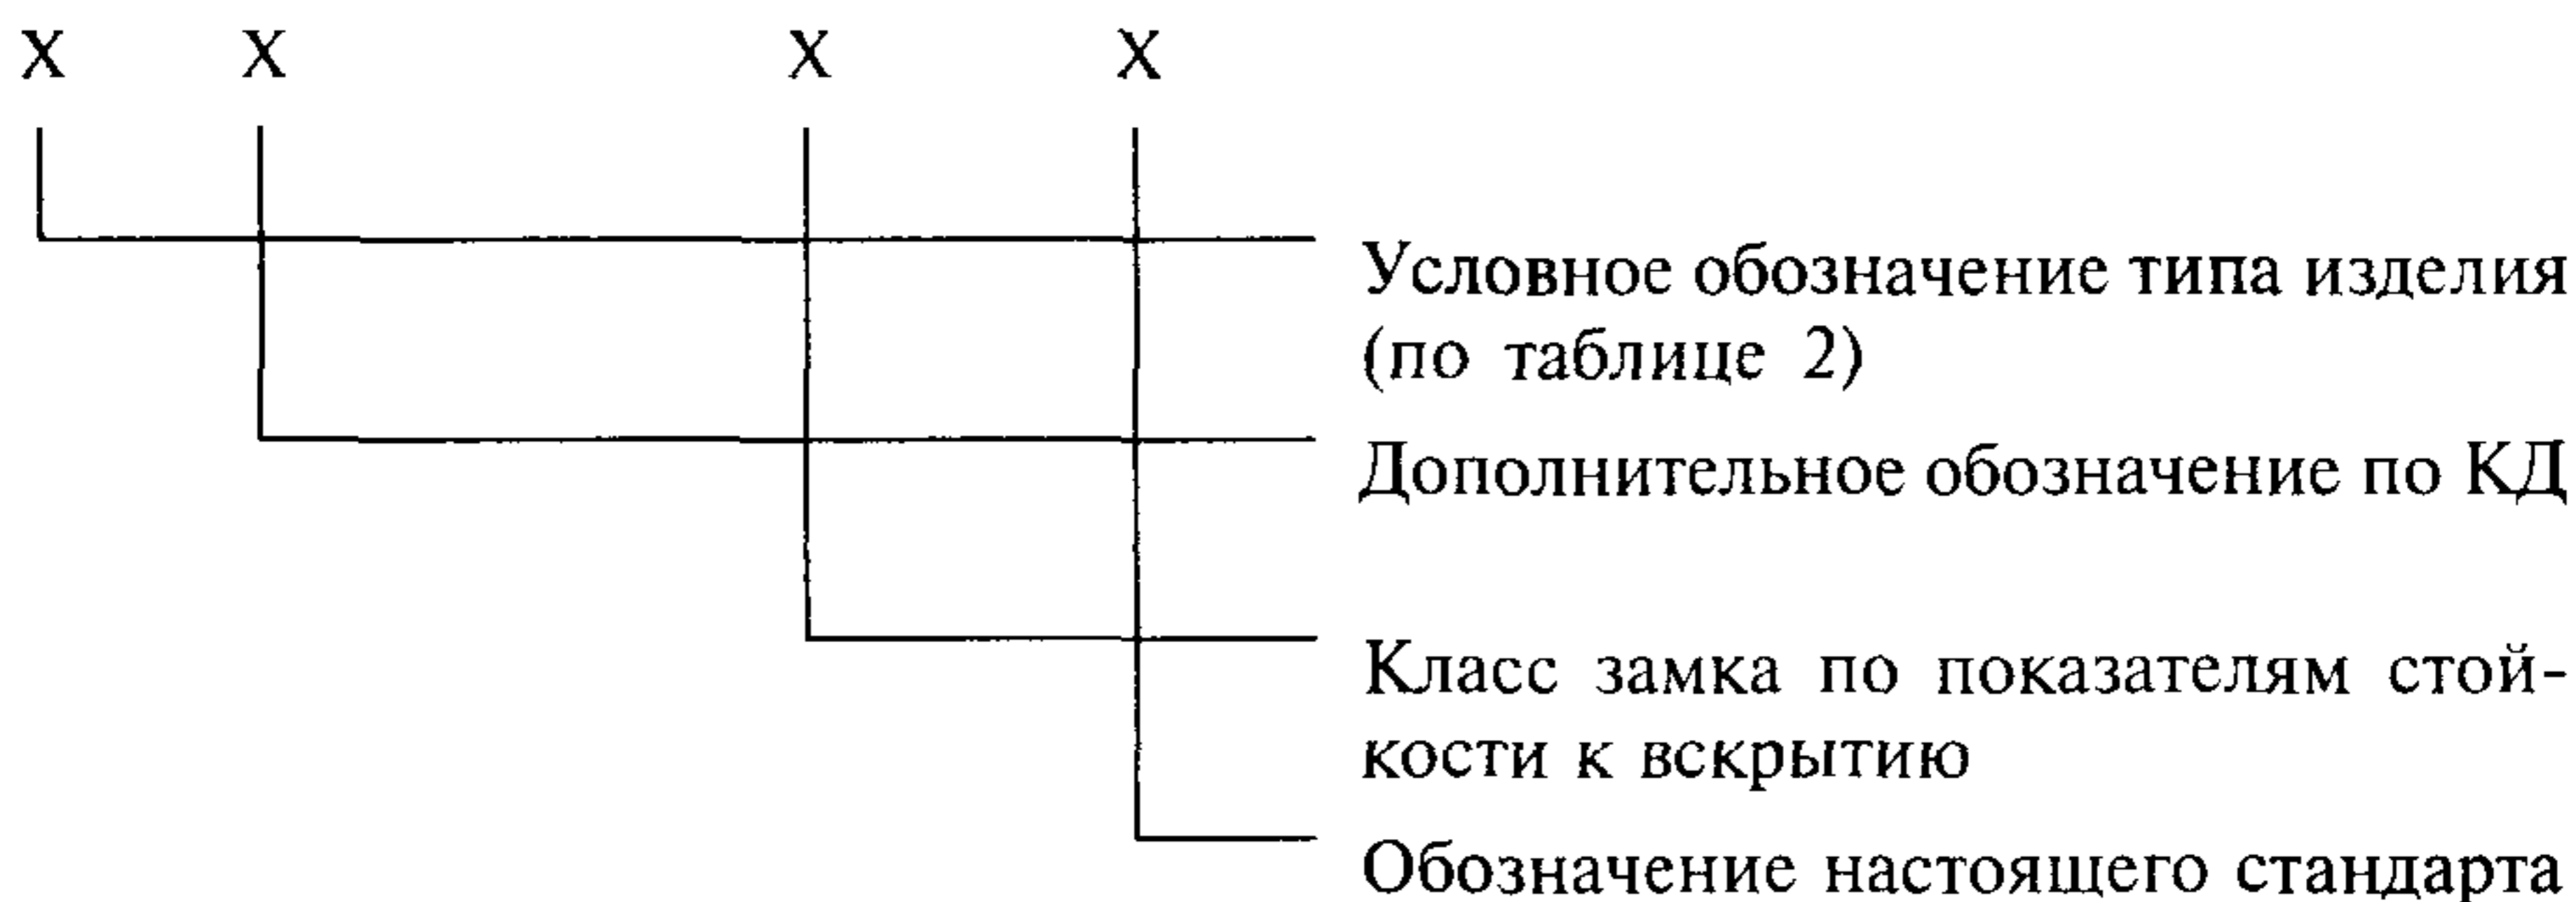 X X X X
Условное обозначение типа изделия
(по таблице 2)
Дополнительное обозначение по КД
Класс замка по показателям стой-
кости к вскрытию
Обозначение настоящего стандарта